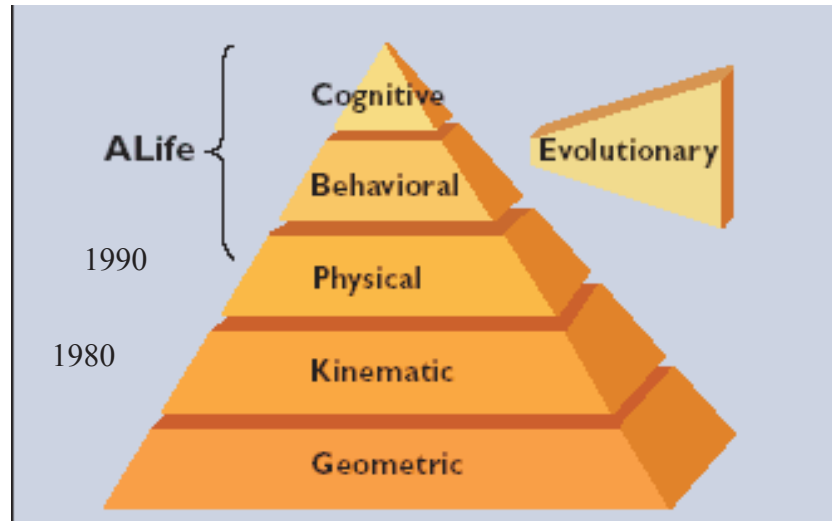 Cognitive
ALife
Evolutionary
Behavioral
1990
Physical
1980
Kinematic
Geometric